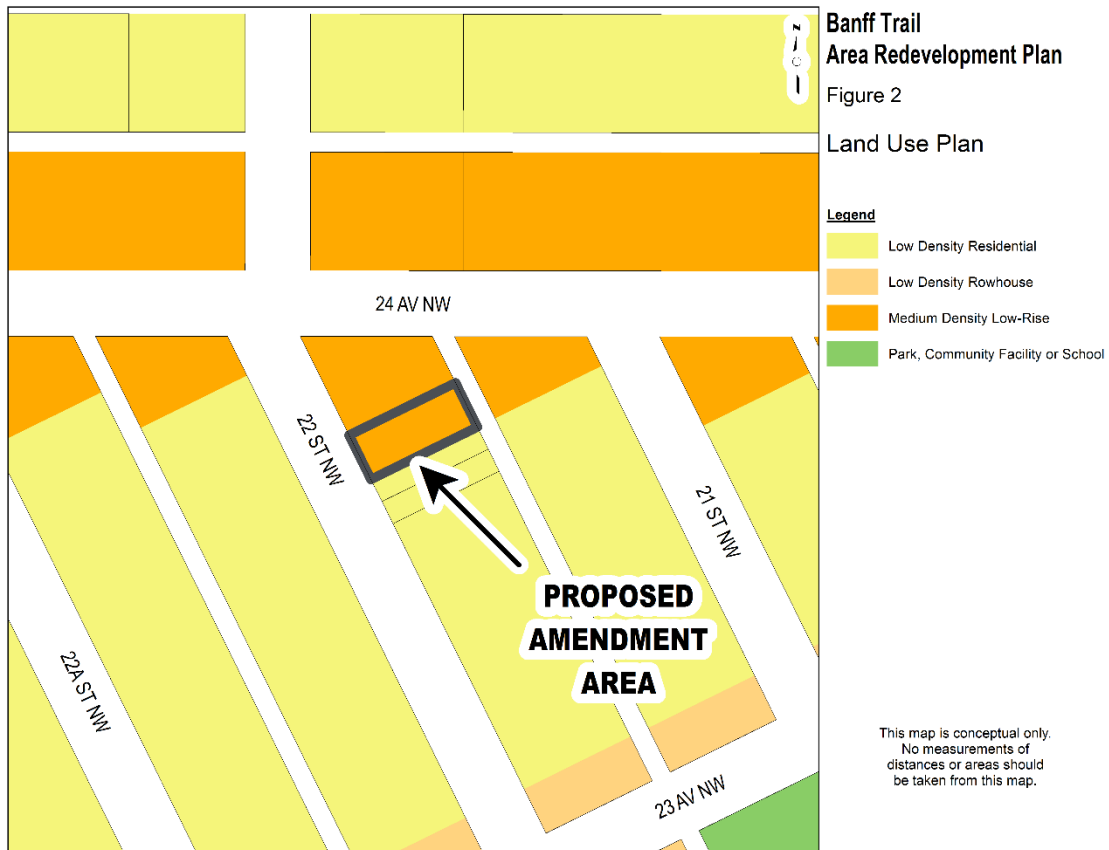 Banff Trail
Area Redevelopment Plan
Figure 2
Land Use Plan
N
Legend
Low Density Residential
Low Density Rowhouse
Medium Density Low-Rise
Park, Community Facility or School
24 AV NW
22 ST NW
21 ST NW
PROPOSED
AMENDMENT
AREA
22A ST NW
23 AV NW
This map is conceptual only.
No measurements of
distances or areas should
be taken from this map.